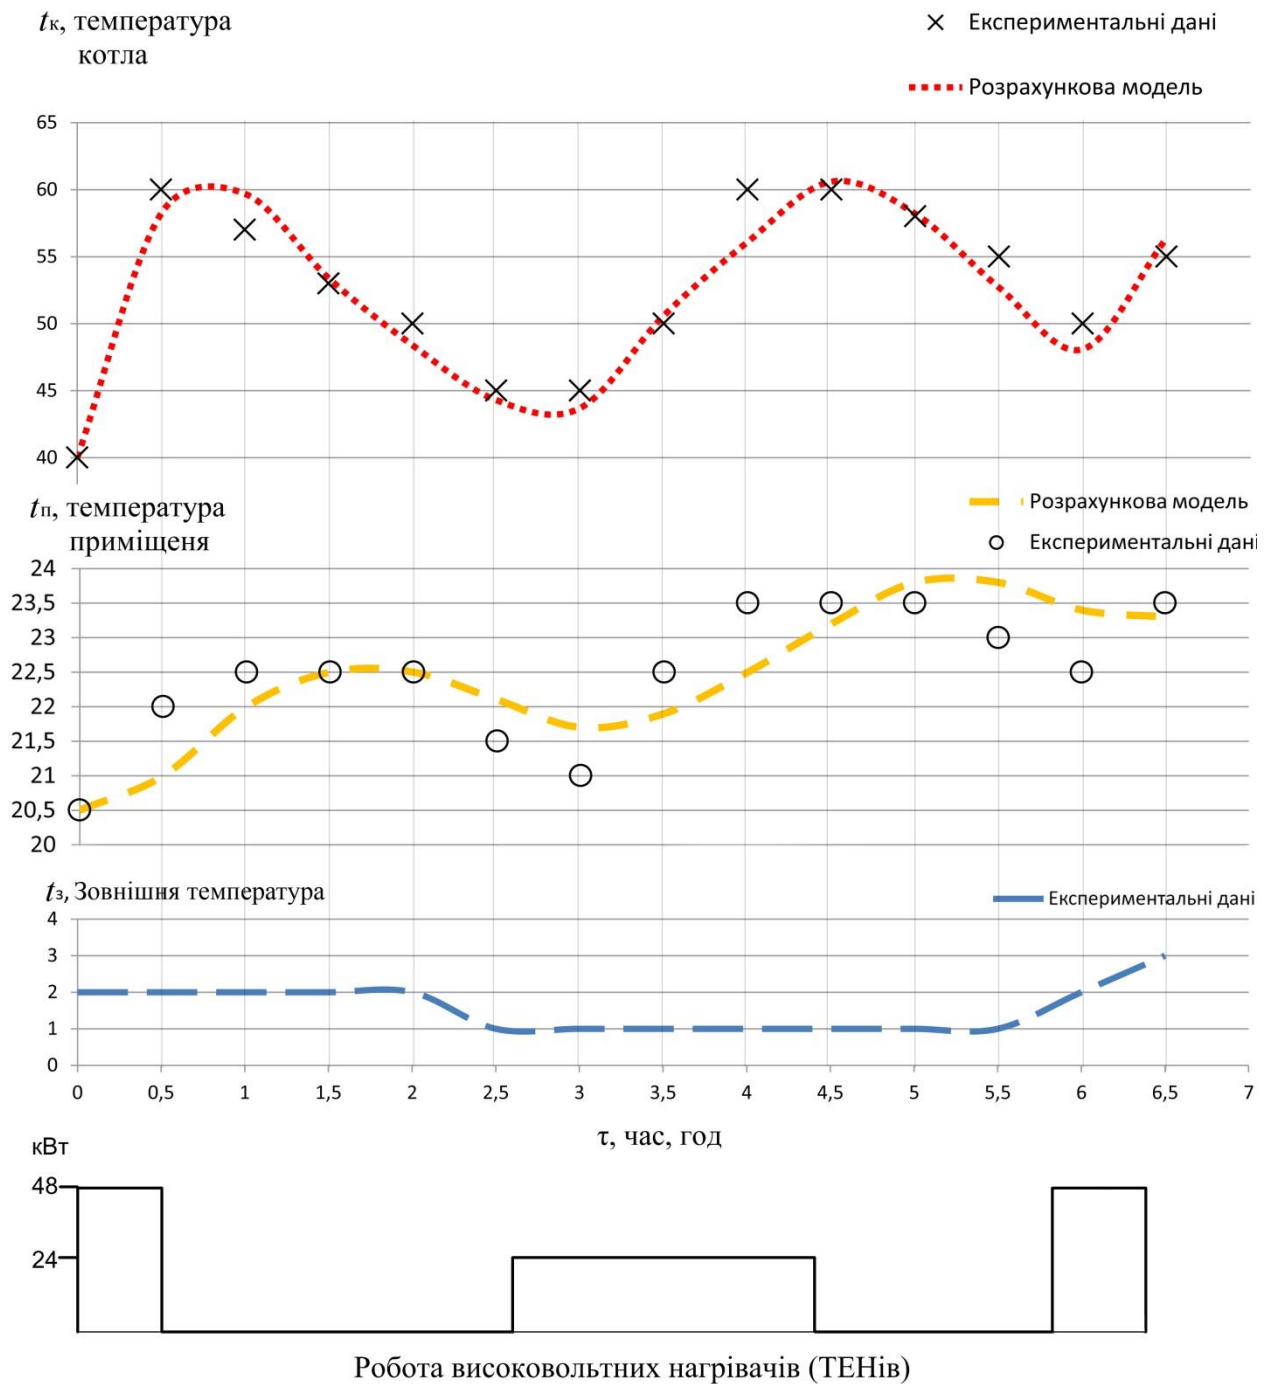 tк, температура
котла
Експериментальні дані
Розрахункова модель
65
60
55
50
45
40
tп, температура
приміщеня
Розрахункова модель
Експериментальні дані
24
23,5
23
22,5
22
21,5
21
20,5
20
tз, Зовнішня температура
Експериментальні дані
4
3
2
1
0
0 0,5 1 1,5 2 2,5 3 3,5 4 4,5 5 5,5 6 6,5 7
τ, час, год
кВт
48
24
Робота високовольтних нагрівачів (ТЕНів)